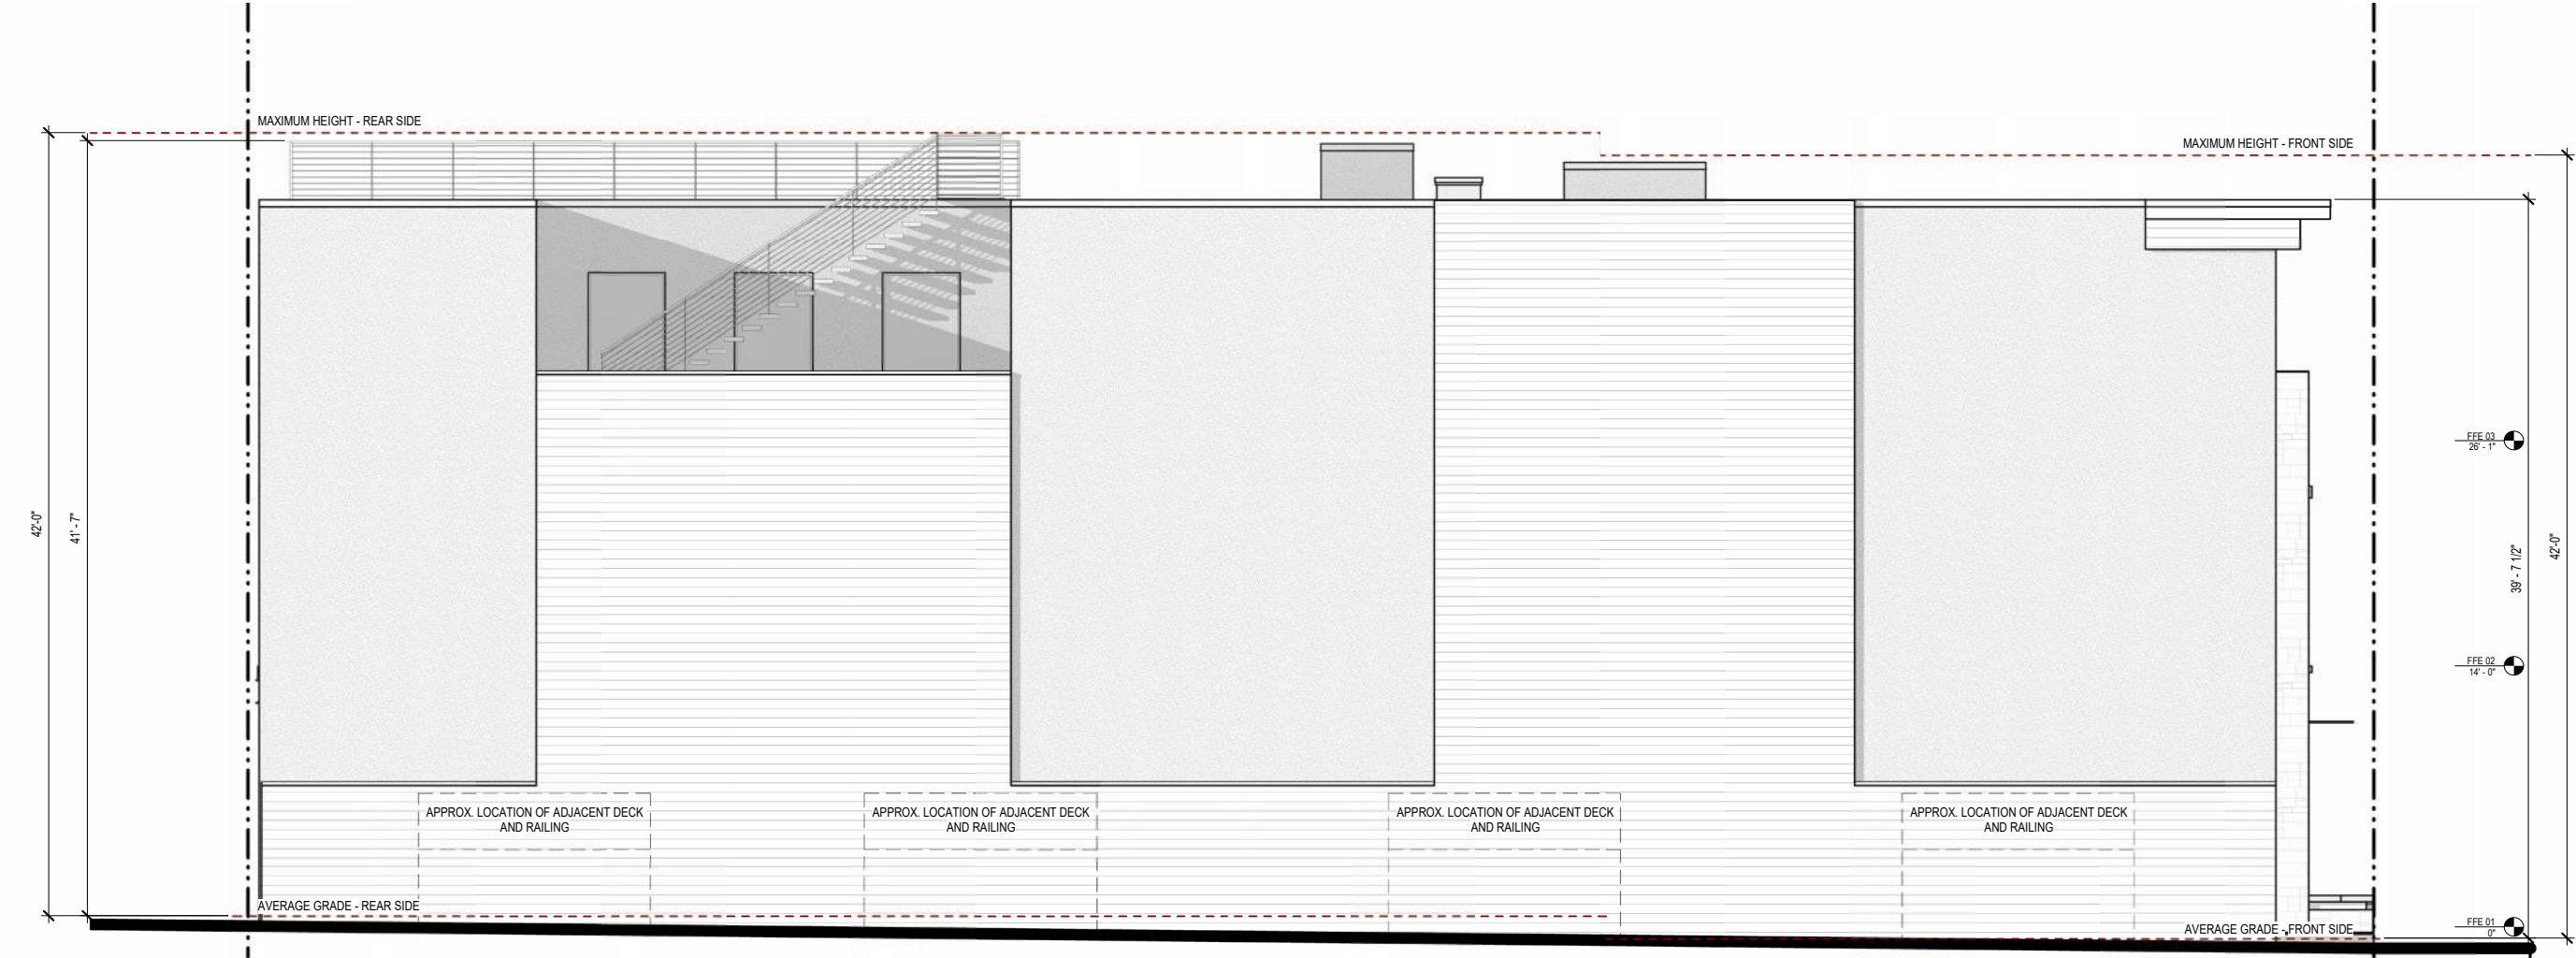 MAXIMUM HEIGHT - REAR SIDE
MAXIMUM HEIGHT - FRONT SIDE
42'-0"
41' - 7"
FFE 03
26' - 1"
39' - 7 1/2"
42'-0"
FFE 02
14' - 0"
APPROX. LOCATION OF ADJACENT DECK
AND RAILING
APPROX. LOCATION OF ADJACENT DECK
AND RAILING
APPROX. LOCATION OF ADJACENT DECK
AND RAILING
APPROX. LOCATION OF ADJACENT DECK
AND RAILING
AVERAGE GRADE - REAR SIDE
AVERAGE GRADE - FRONT SIDE
FFE 01
0"